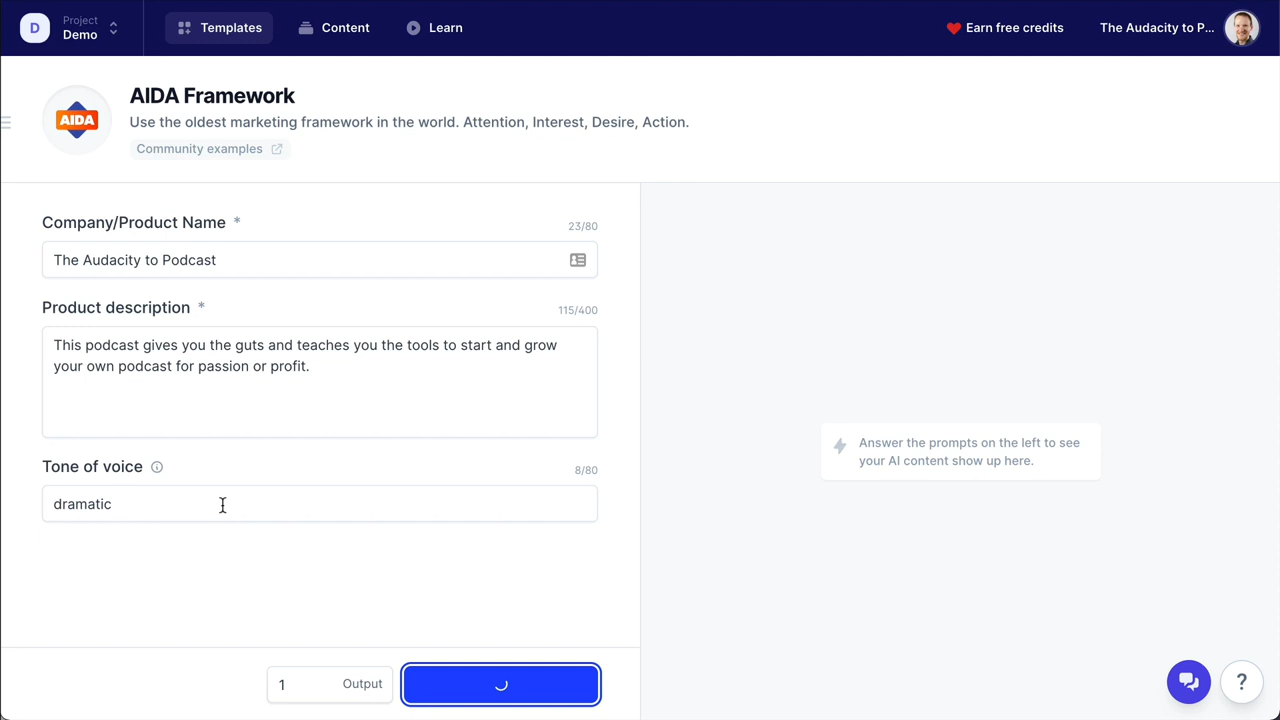 D
Project
Demo
Templates
Content
Learn
Earn free credits
The Audacity to P...
AIDA
AIDA Framework
Use the oldest marketing framework in the world. Attention, Interest, Desire, Action.
Community examples
Company/Product Name *
23/80
The Audacity to Podcast
Product description *
115/400
This podcast gives you the guts and teaches you the tools to start and grow
your own podcast for passion or profit.
Tone of voice
8/80
dramatic
1 Output
Answer the prompts on the left to see
your AI content show up here.
?